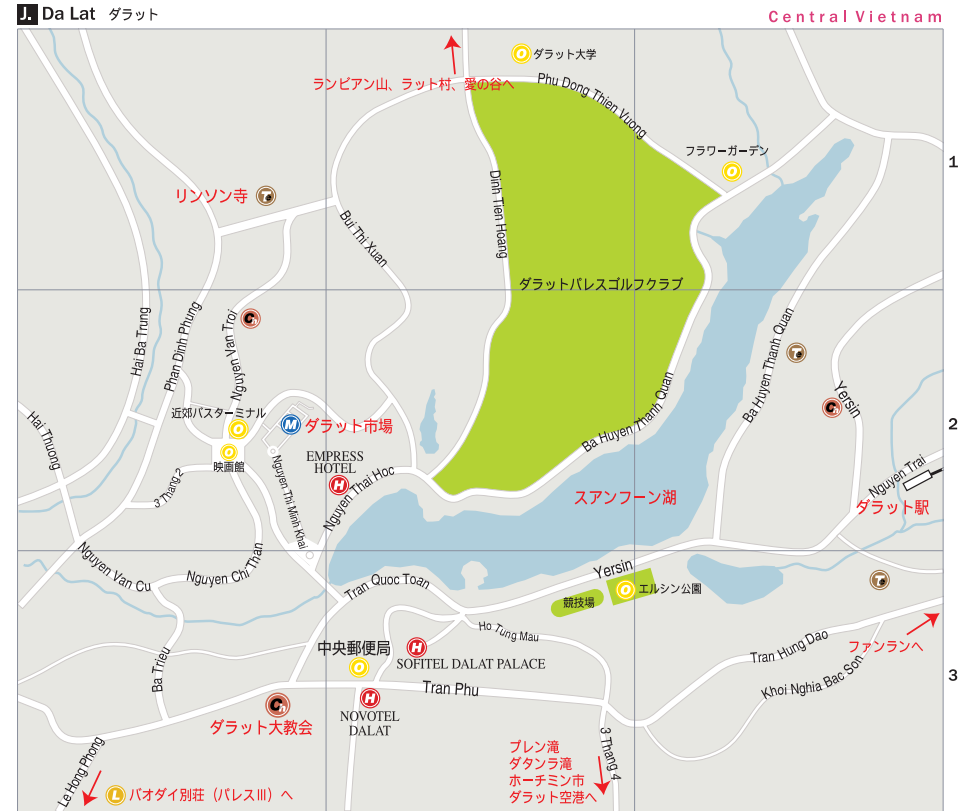 J. Da Lat ダラット
Central Vietnam
ダラット大学
ランビアン山、ラット村、愛の谷へ
Phu Dong Thien Vuong
フラワーガーデン
1
リンソン寺
Dinh Tien Hoang
Bui Thi Xuan
ダラットパレスゴルフクラブ
Hai Ba Trung
Phan Dinh Phung
Nguyen Van Troi
Ba Huyen Thanh Quan
Ba Huyen Thanh Quan
Yersin
近郊バスターミナル
M
ダラット市場
Hai Thuong
2
映画館
EMPRESS
HOTEL
H
3 Thang 2
Nguyen Thi Minh Khai
Nguyen Thai Hoc
スアンフーン湖
Nguyen Trai
ダラット駅
Nguyen Van Cu
Nguyen Chi Than
Tran Quoc Toan
Yersin
エルシン公園
競技場
Ho Tung Mau
中央郵便局
H
SOFITEL DALAT PALACE
Tran Hung Dao
ファンランへ
Khoi Nghia Bac Son
3
Ba Trieu
Tran Phu
H
NOVOTEL
DALAT
ダラット大教会
Le Hong Phong
L
バオダイ別荘（パレスIII）へ
プレン滝
ダタンラ滝
ホーチミン市
ダラット空港へ
3 Thang 4